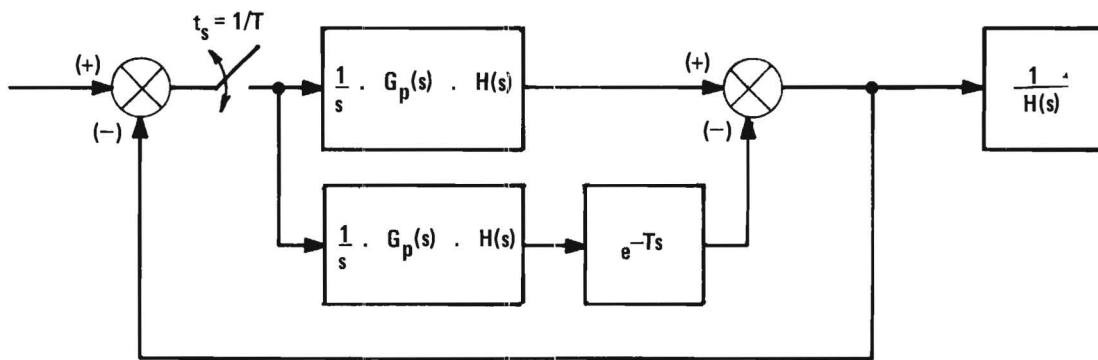 t_s = 1/T
(+)
(−)
1/s · G_p(s) · H(s)
(+)
(−)
1/H(s)
1/s · G_p(s) · H(s)
e^−Ts